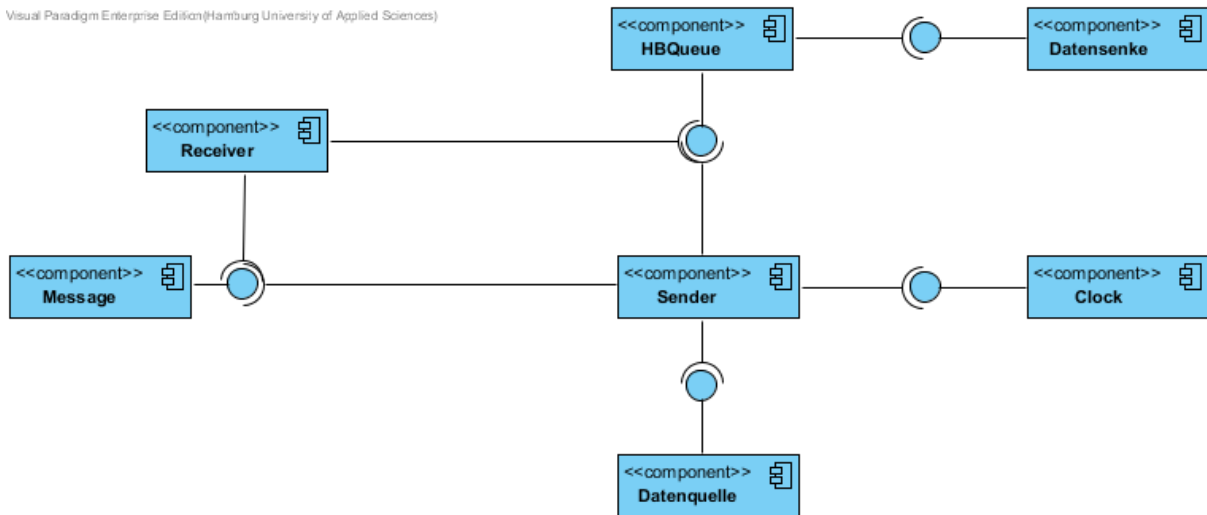 Visual Paradigm Enterprise Edition(Hamburg University of Applied Sciences)
<<component>>
HBQueue
<<component>>
Datensenke
<<component>>
Receiver
<<component>>
Message
<<component>>
Sender
<<component>>
Clock
<<component>>
Datenquelle